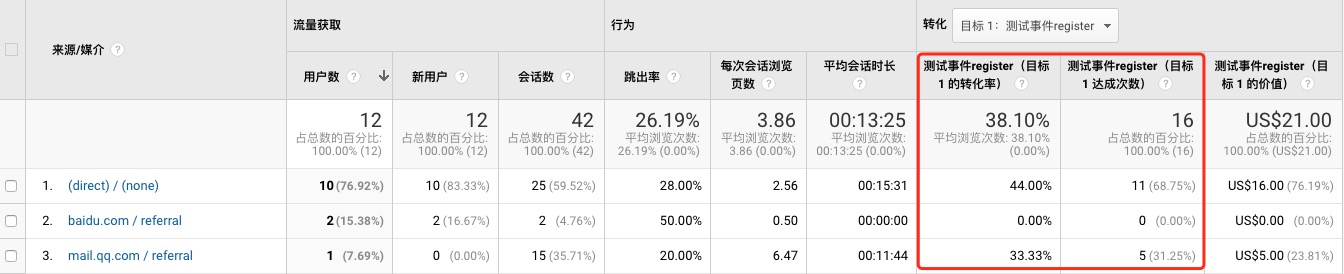 流量获取 行为 转化 目标 1：测试事件register
来源/媒介 ? 用户数 ? 新用户 ? 会话数 ? 跳出率 ? 每次会话浏览页数 ? 平均会话时长 ? 测试事件register（目标 1 的转化率） ? 测试事件register（目标 1 达成次数） ? 测试事件register（目标 1 的价值） ?
12 12 42 26.19% 3.86 00:13:25 38.10% 16 US$21.00
占总数的百分比: 100.00% (12) 占总数的百分比: 100.00% (12) 占总数的百分比: 100.00% (42) 平均浏览次数: 26.19% (0.00%) 平均浏览次数: 3.86 (0.00%) 平均浏览次数: 00:13:25 (0.00%) 平均浏览次数: 38.10% (0.00%) 占总数的百分比: 100.00% (16) 占总数的百分比: 100.00% (US$21.00)
1. (direct) / (none) 10 (76.92%) 10 (83.33%) 25 (59.52%) 28.00% 2.56 00:15:31 44.00% 11 (68.75%) US$16.00 (76.19%)
2. baidu.com / referral 2 (15.38%) 2 (16.67%) 2 (4.76%) 50.00% 0.50 00:00:00 0.00% 0 (0.00%) US$0.00 (0.00%)
3. mail.qq.com / referral 1 (7.69%) 0 (0.00%) 15 (35.71%) 20.00% 6.47 00:11:44 33.33% 5 (31.25%) US$5.00 (23.81%)